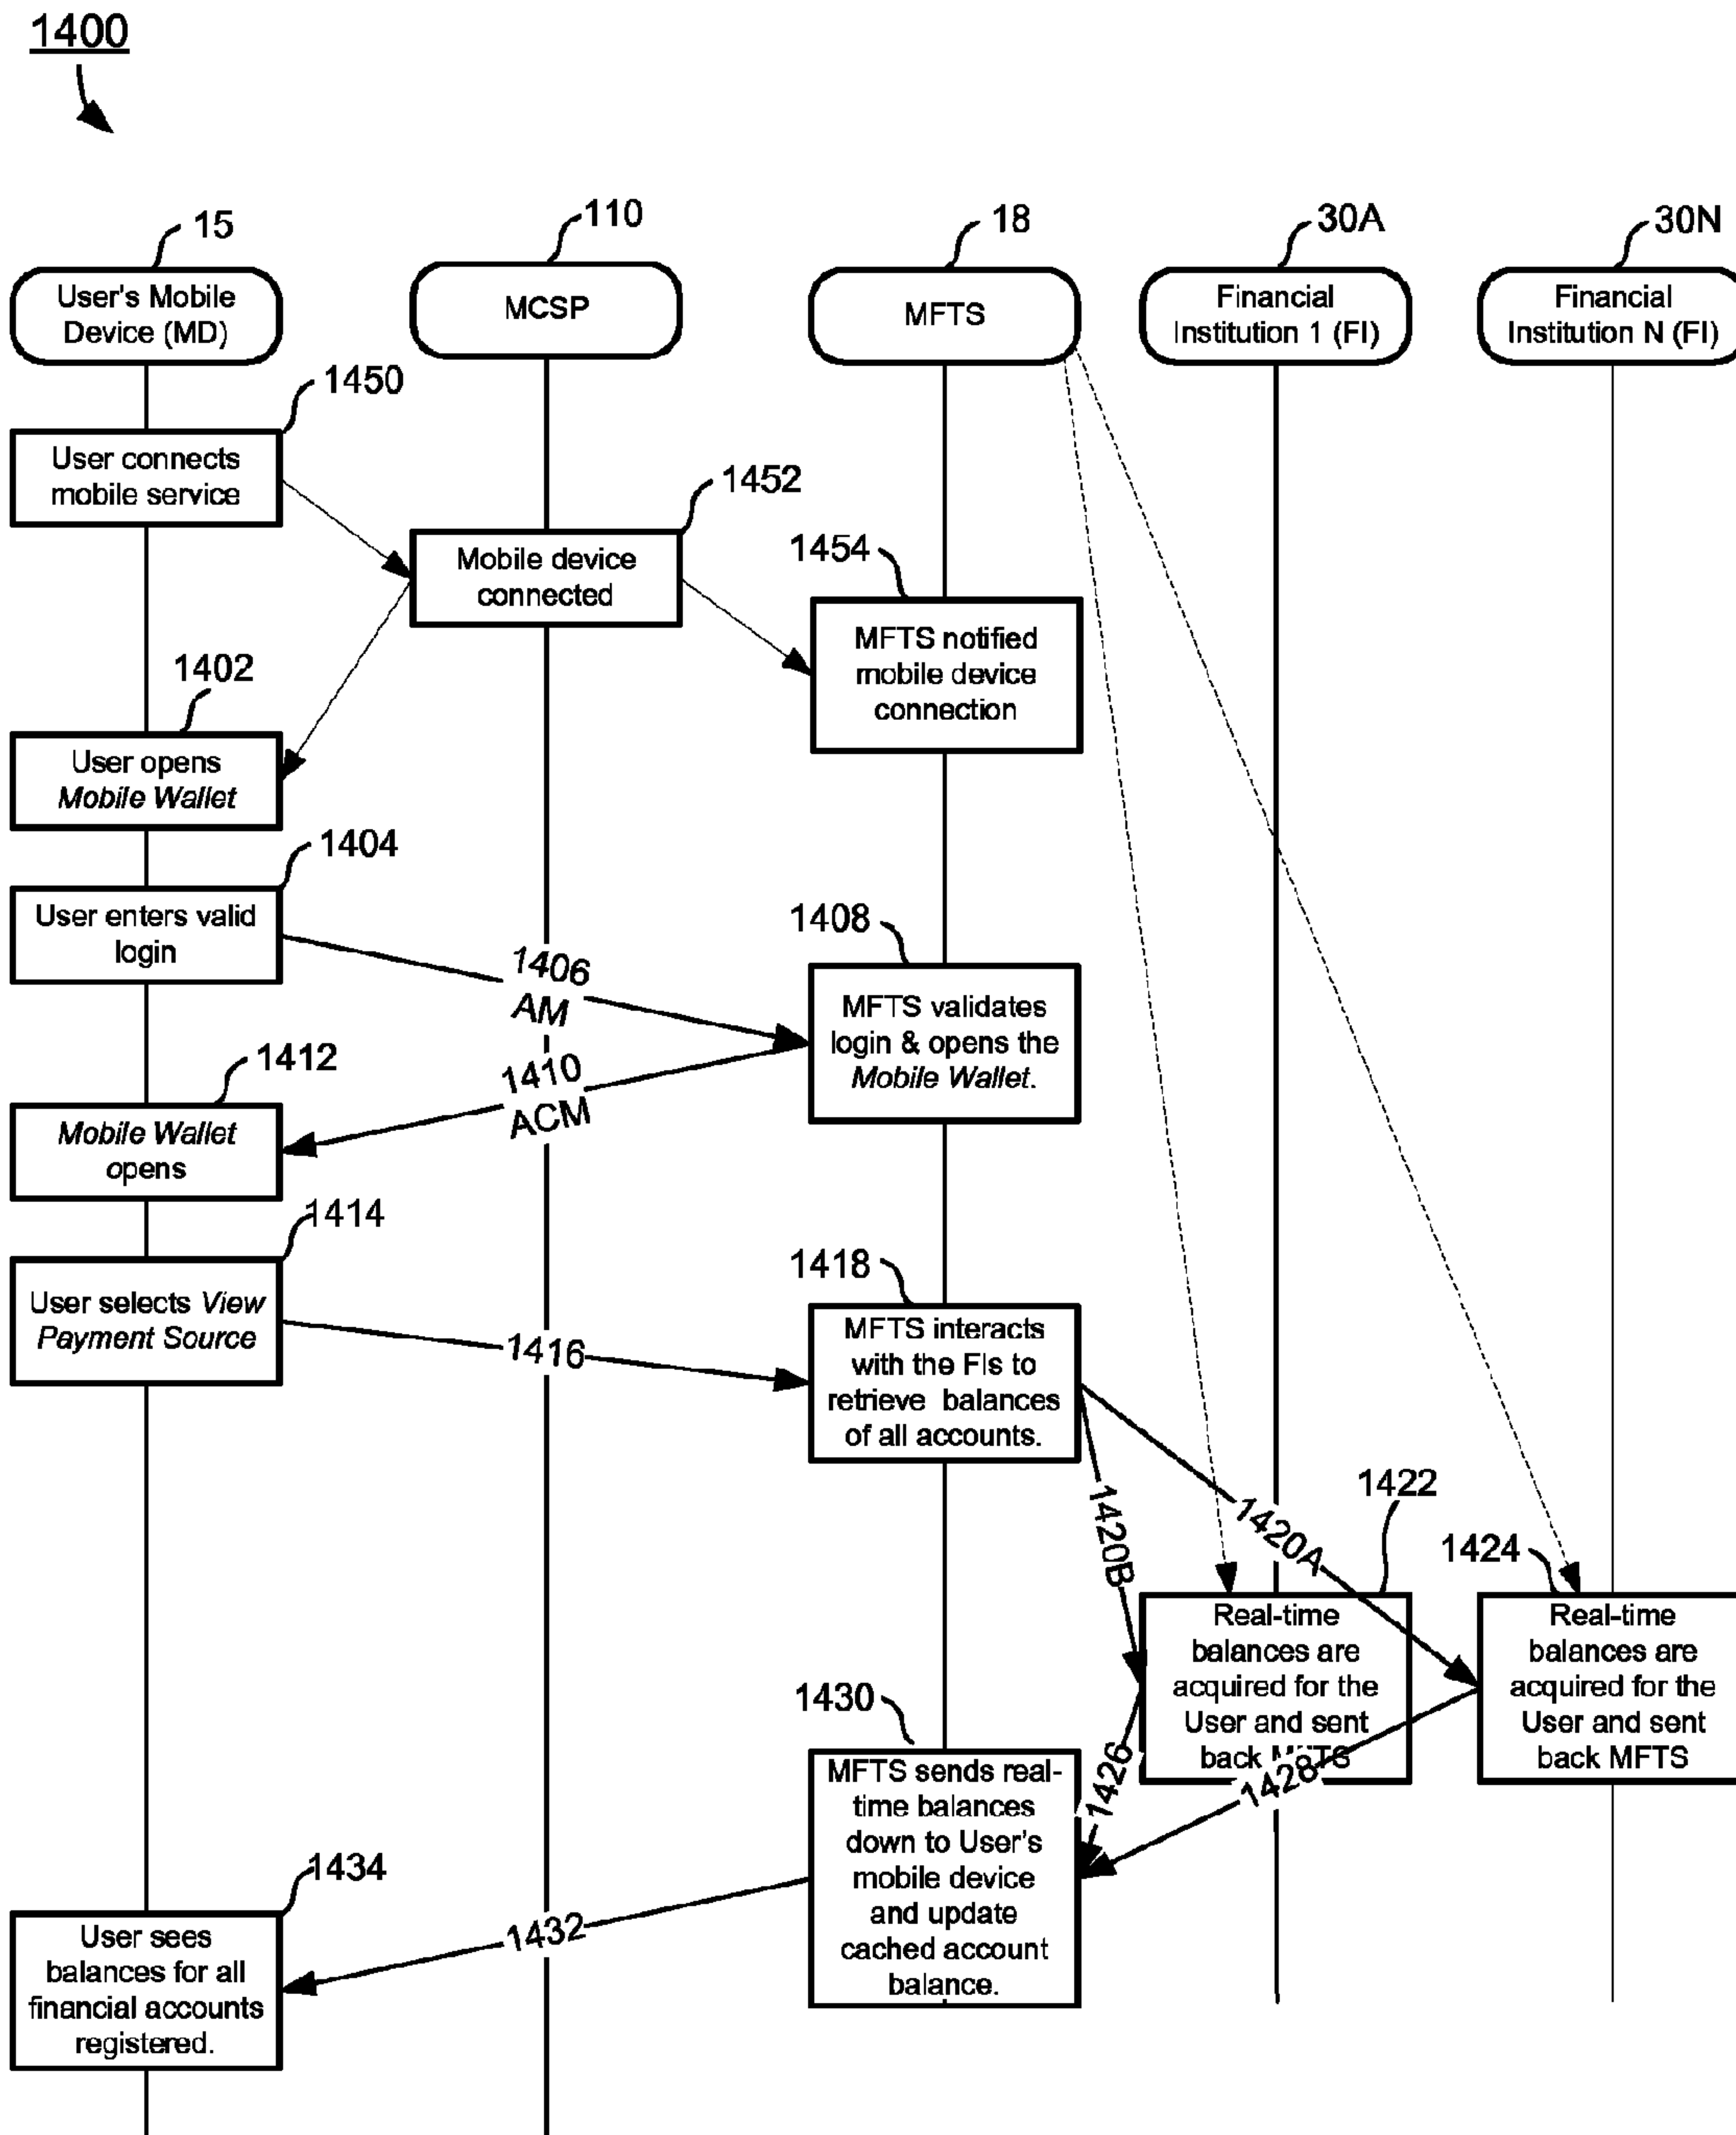 1400
15
110
18
30A
30N
User's Mobile
Device (MD)
MCSP
MFTS
Financial
Institution 1 (FI)
Financial
Institution N (FI)
1450
User connects
mobile service
1452
Mobile device
connected
1454
MFTS notified
mobile device
connection
1402
User opens
Mobile Wallet
1404
User enters valid
login
1406
AM
1408
MFTS validates
login & opens the
Mobile Wallet.
1410
ACM
1412
Mobile Wallet
opens
1414
User selects View
Payment Source
1416
1418
MFTS interacts
with the FIs to
retrieve balances
of all accounts.
1420B
1420A
1422
Real-time
balances are
acquired for the
User and sent
back MFTS
1424
Real-time
balances are
acquired for the
User and sent
back MFTS
1426
1428
1430
MFTS sends real-
time balances
down to User's
mobile device
and update
cached account
balance.
1432
1434
User sees
balances for all
financial accounts
registered.